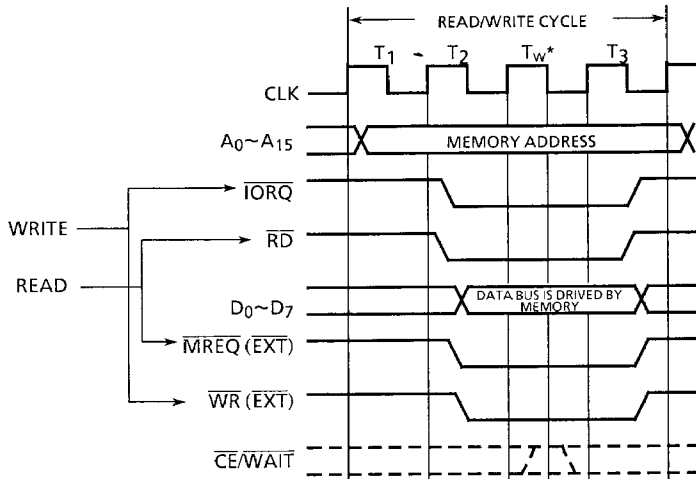 READ/WRITE CYCLE
T1 T2 Tw* T3
CLK
A0~A15 MEMORY ADDRESS
IORQ
WRITE
RD
READ
D0~D7 DATA BUS IS DRIVED BY
MEMORY
MREQ (EXT)
WR (EXT)
CE/WAIT